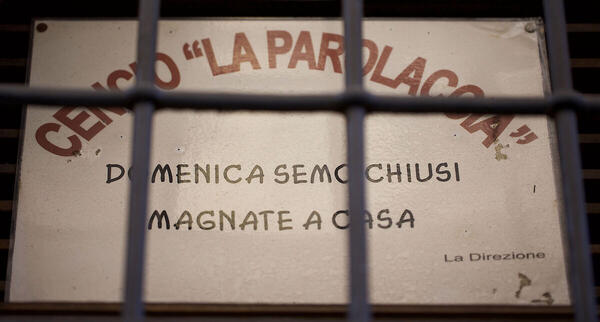 CENCIO "LA PAROLACCIA"
DOMENICA SEMO CHIUSI
MAGNATE A CASA
La Direzione